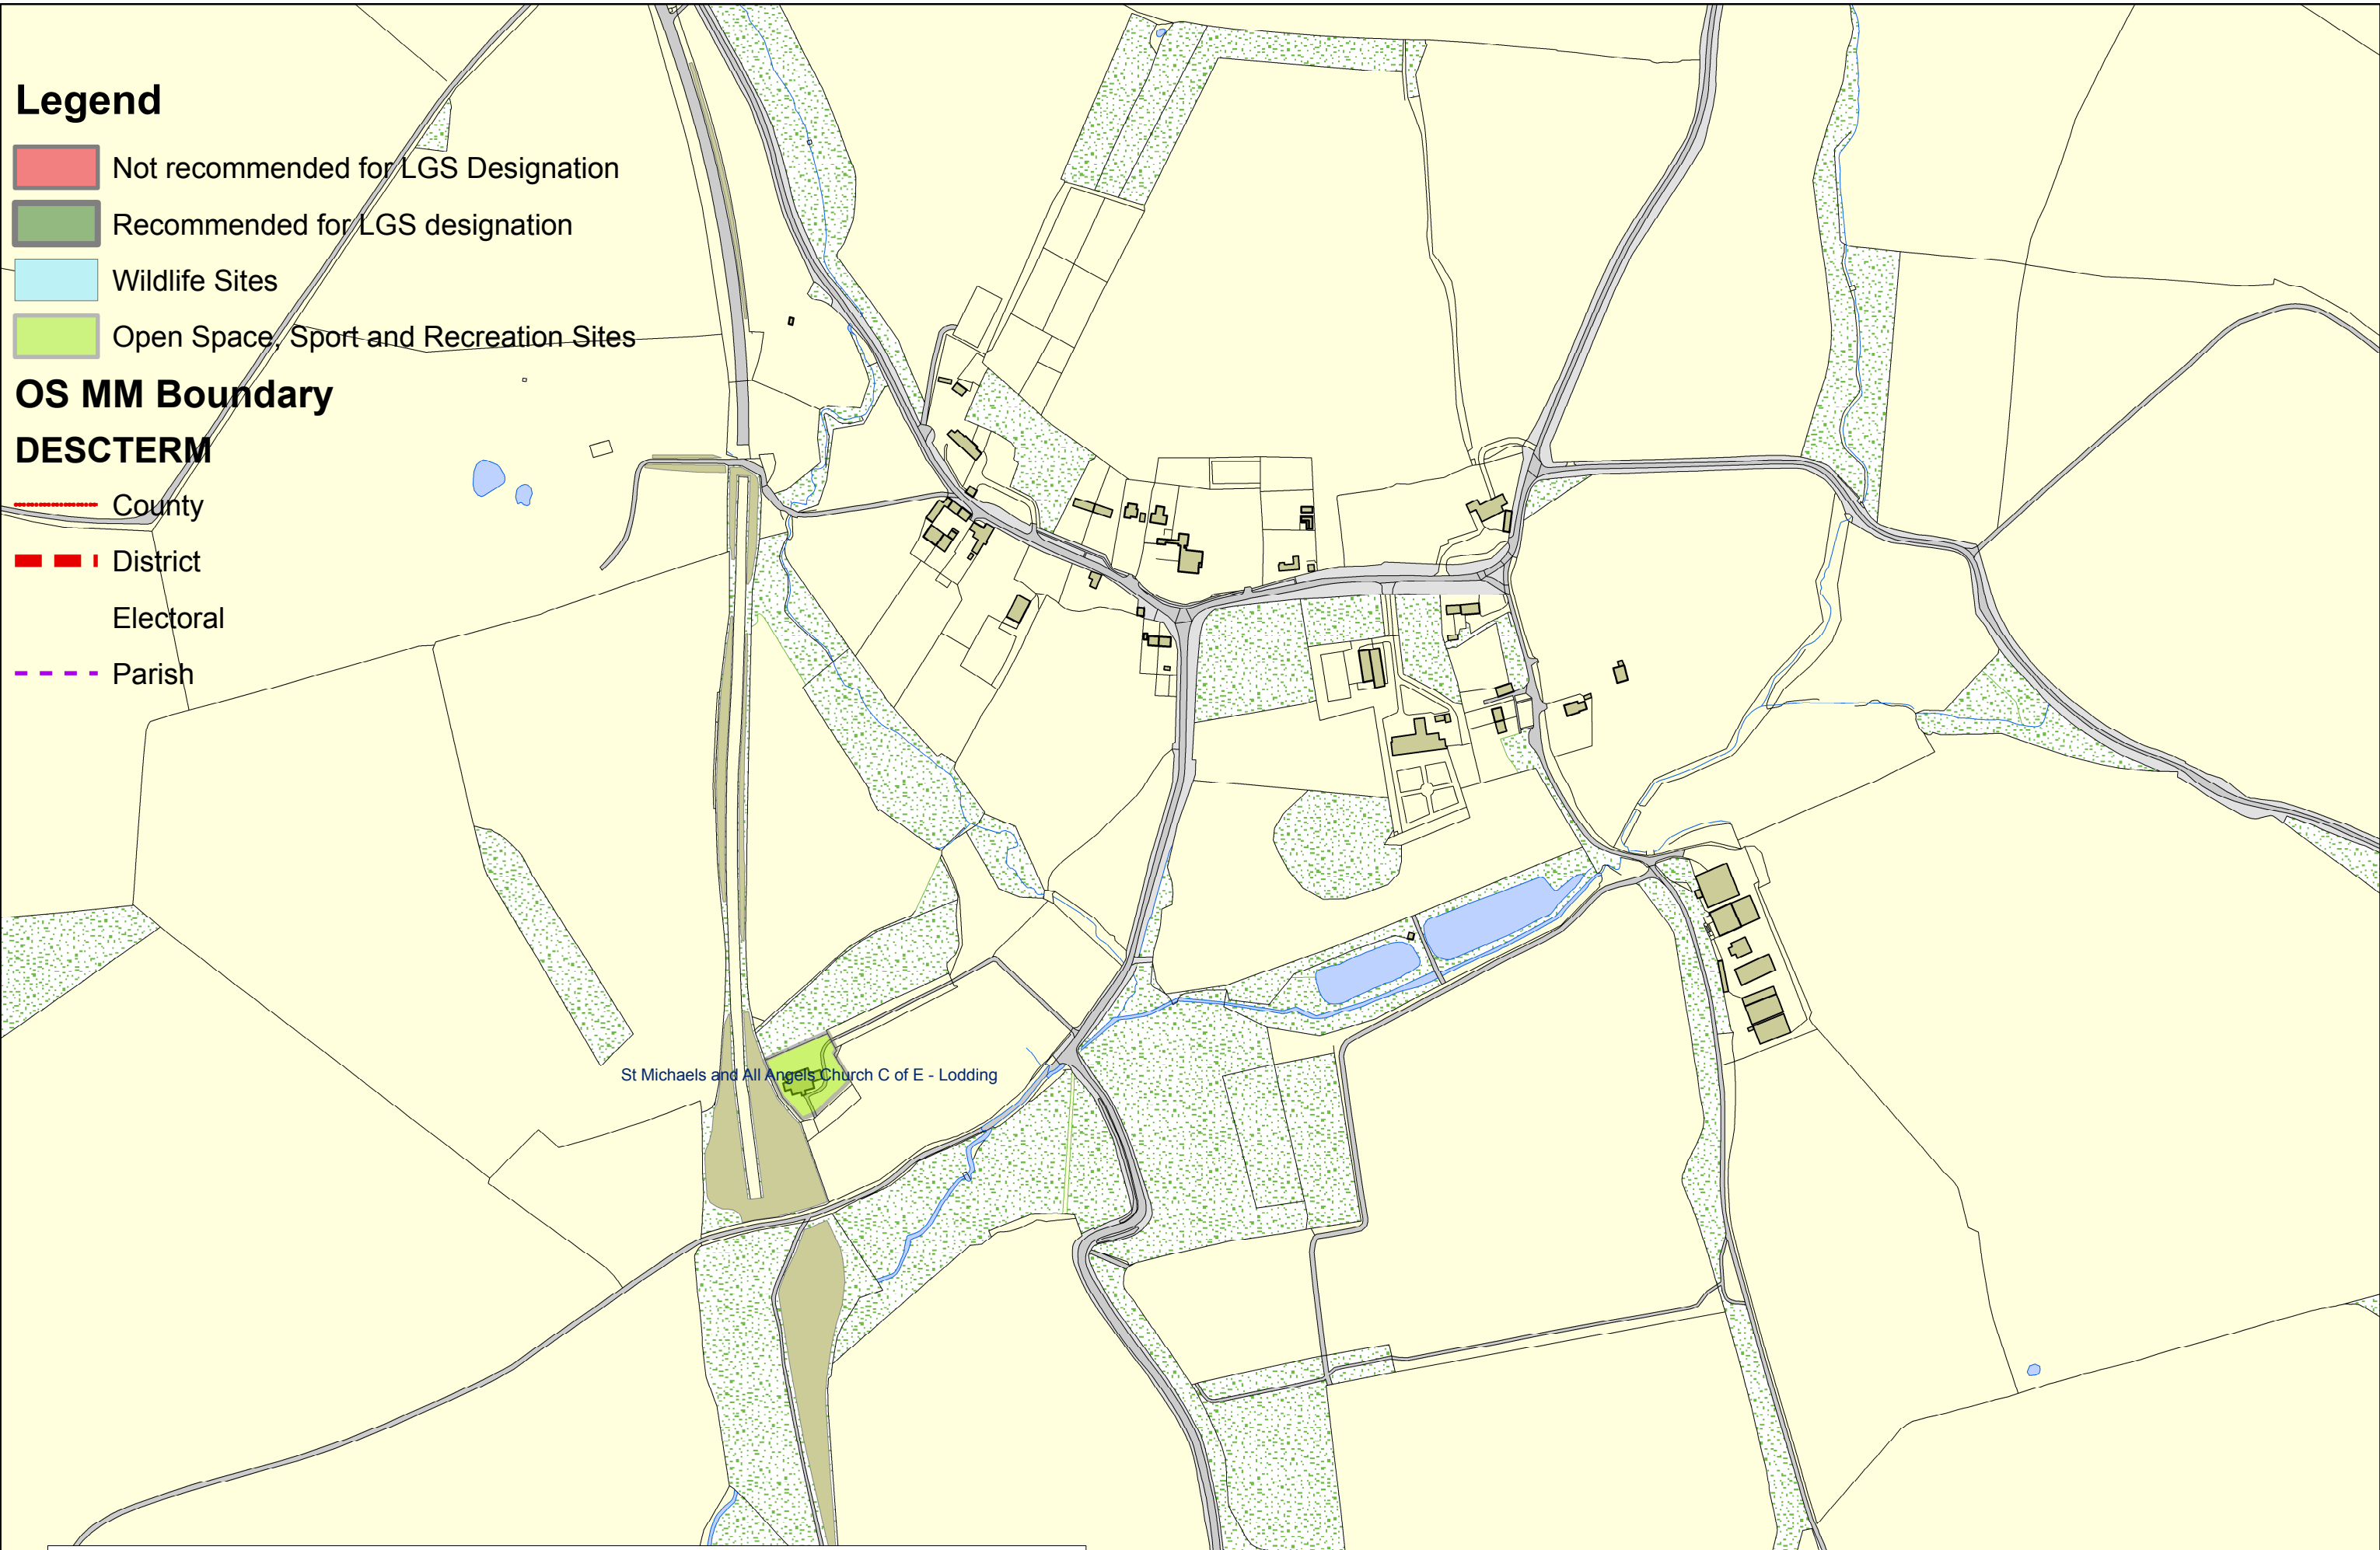 Legend
Not recommended for LGS Designation
Recommended for LGS designation
Wildlife Sites
Open Space, Sport and Recreation Sites
OS MM Boundary
DESCTERM
County
District
Electoral
Parish
St Michaels and All Angels Church C of E - Lodding